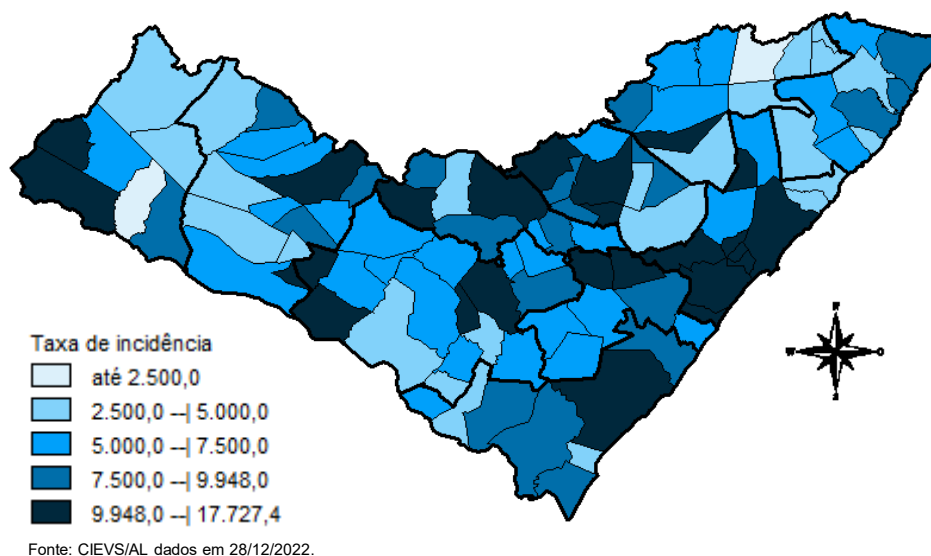 Taxa de incidência
até 2.500,0
2.500,0 --| 5.000,0
5.000,0 --| 7.500,0
7.500,0 --| 9.948,0
9.948,0 --| 17.727,4
Fonte: CIEVS/AL dados em 28/12/2022.